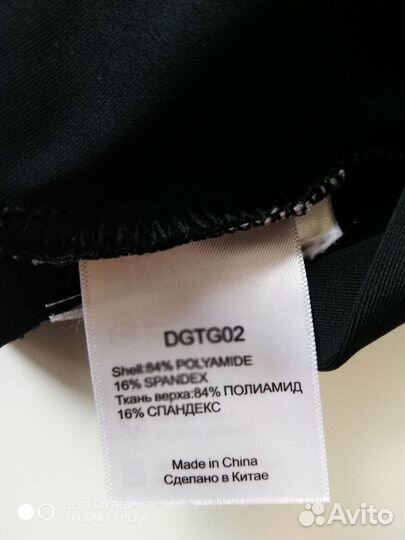 DGTG02
Shell:84% POLYAMIDE
16% SPANDEX
Ткань верха:84% ПОЛИАМИД
16% СПАНДЕКС
Made in China
Сделано в Китае
SHOT ON REDMI
AI DUAL CAMERA
Avito